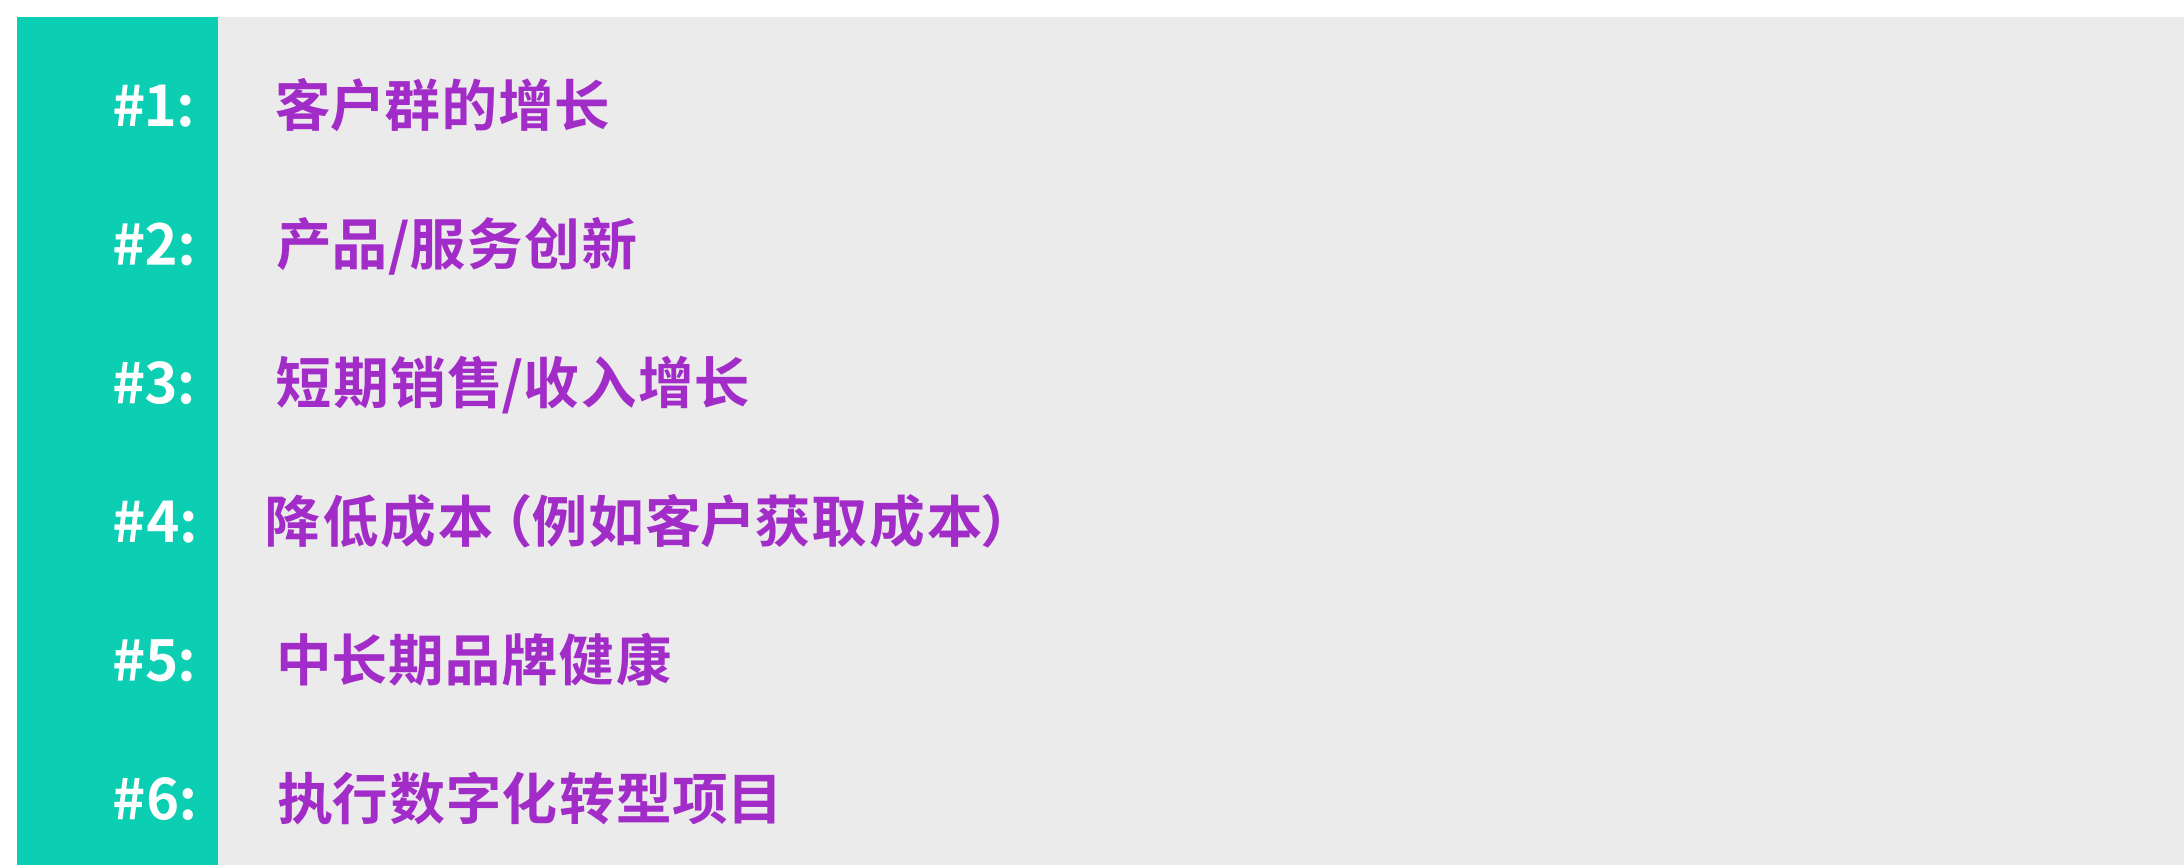 #1: 客户群的增长
#2: 产品/服务创新
#3: 短期销售/收入增长
#4: 降低成本（例如客户获取成本）
#5: 中长期品牌健康
#6: 执行数字化转型项目